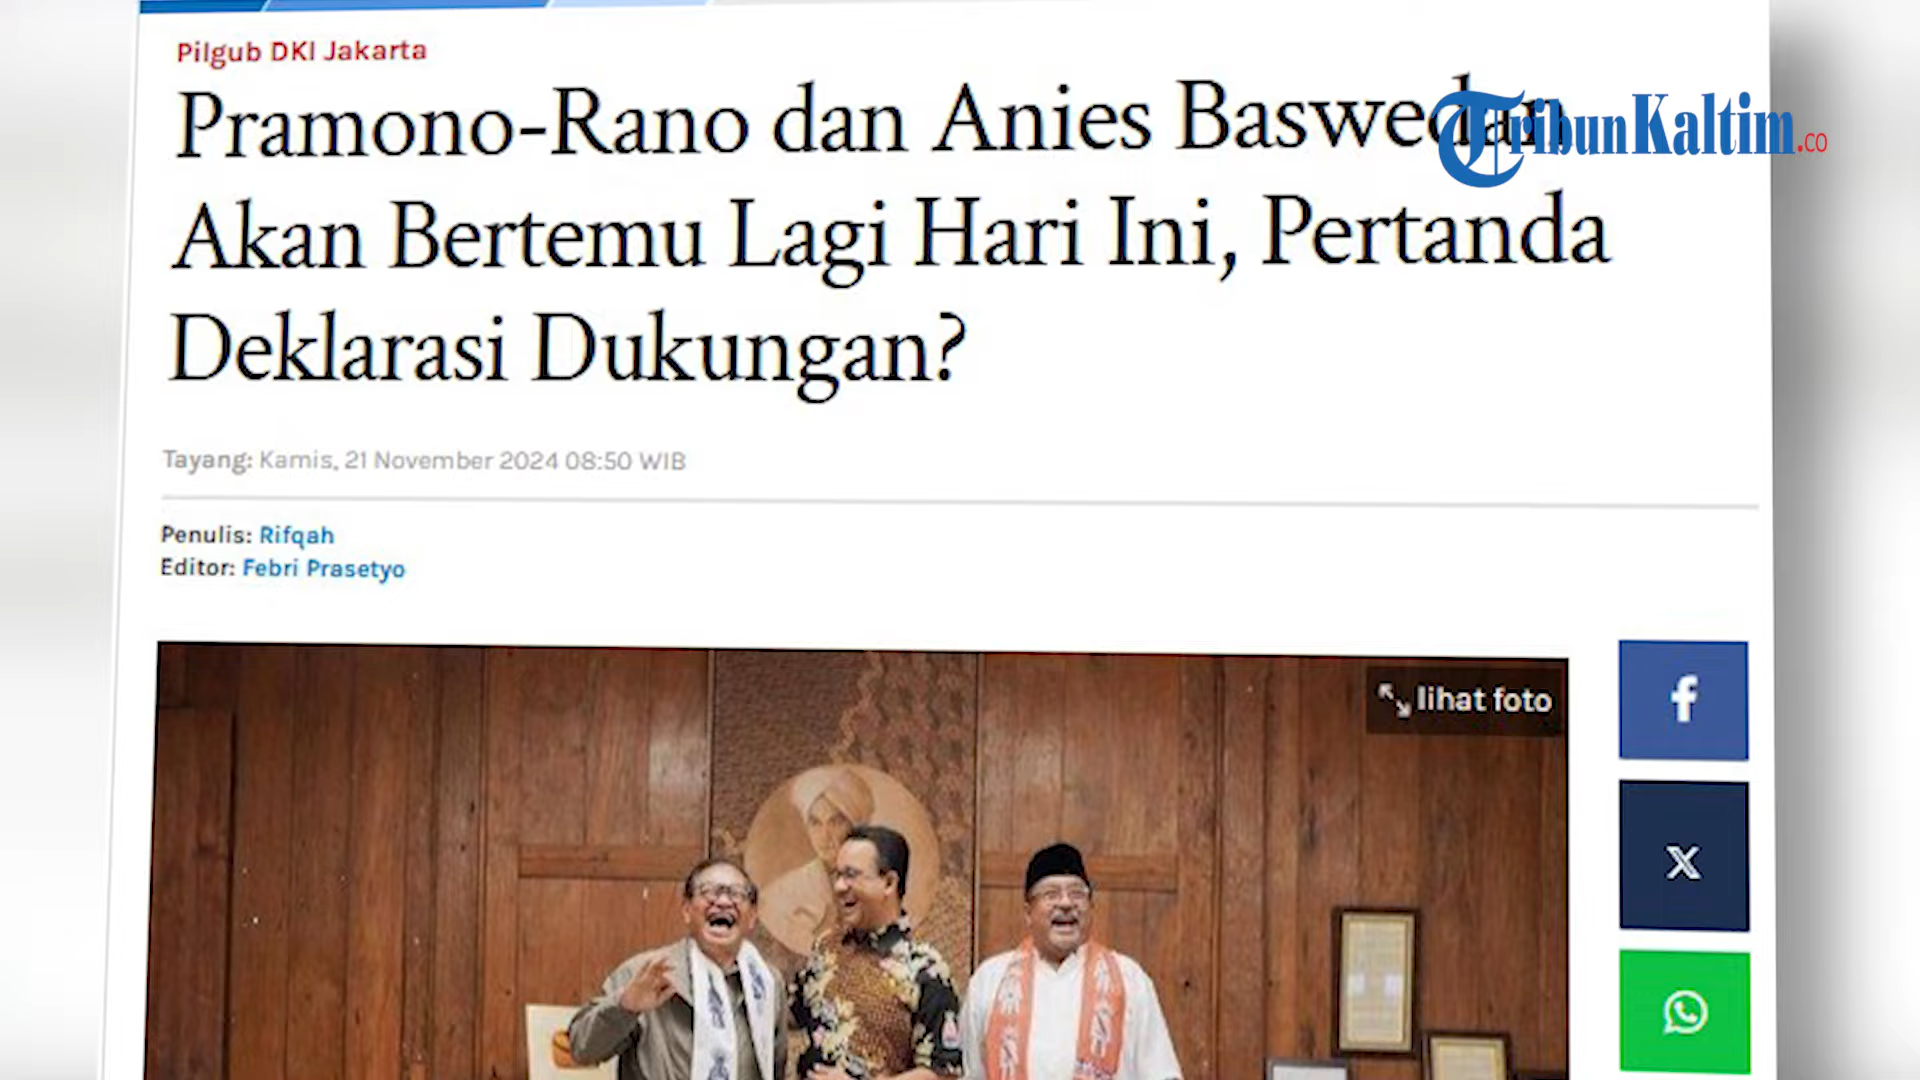 Pilgub DKI Jakarta
Pramono-Rano dan Anies Baswedan
TribunKaltim.co
Akan Bertemu Lagi Hari Ini, Pertanda
Deklarasi Dukungan?
Tayang: Kamis, 21 November 2024 08:50 WIB
Penulis: Rifqah
Editor: Febri Prasetyo
lihat foto